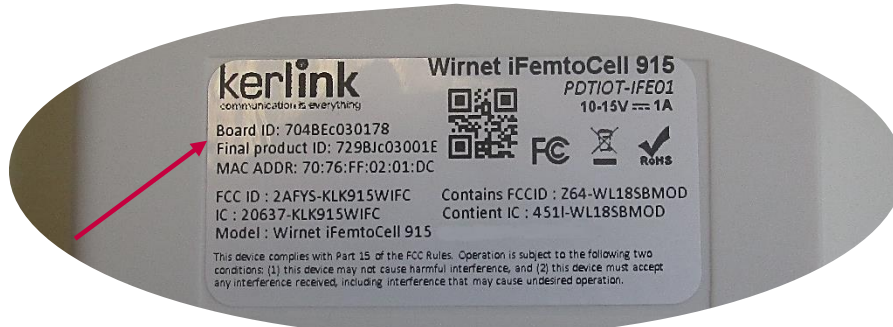 kerlink
communication is everything
Wirnet iFemtoCell 915
PDTIOT-IFE01
10-15V ⎓ 1A
Board ID: 704BEc030178
Final product ID: 729BJc03001E
MAC ADDR: 70:76:FF:02:01:DC
FC
RoHS
FCC ID : 2AFYS-KLK915WIFC
IC : 20637-KLK915WIFC
Model : Wirnet iFemtoCell 915
Contains FCCID : Z64-WL18SBMOD
Contient IC : 451I-WL18SBMOD
This device complies with Part 15 of the FCC Rules. Operation is subject to the following two
conditions: (1) this device may not cause harmful interference, and (2) this device must accept
any interference received, including interference that may cause undesired operation.